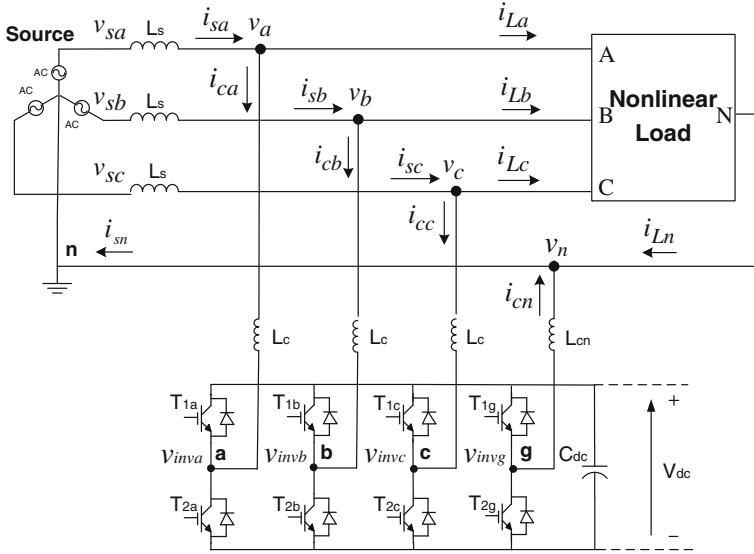 Source
v_sa
L_s
i_sa
v_a
i_La
A
AC
AC
AC
i_ca
v_sb
L_s
i_sb
v_b
i_Lb
B
Nonlinear
Load
N
v_sc
L_s
i_cb
i_sc
v_c
i_Lc
C
i_cc
n
i_sn
v_n
i_Ln
i_cn
L_c
L_c
L_c
L_cn
T_1a
T_1b
T_1c
T_1g
+
v_inva
a
v_invb
b
v_invc
c
v_invg
g
C_dc
V_dc
T_2a
T_2b
T_2c
T_2g
−